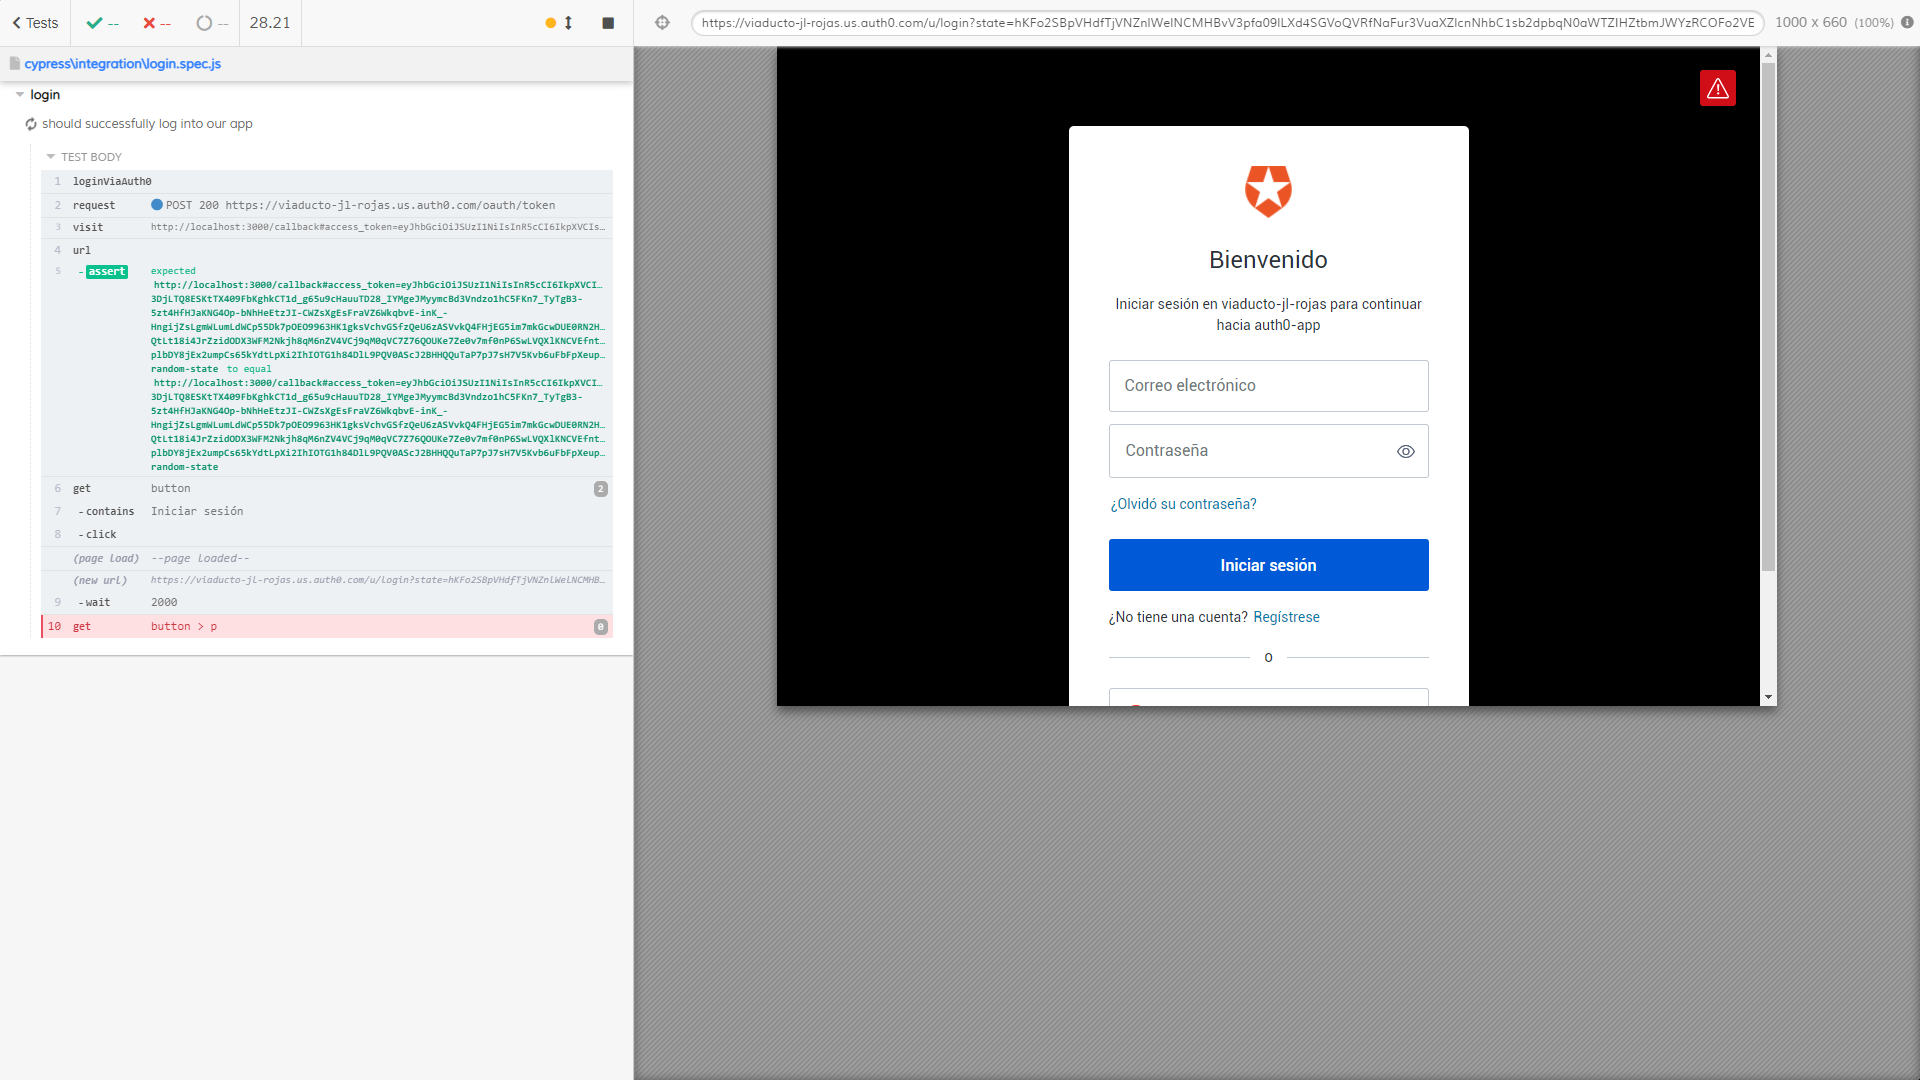 Tests
--
--
--
28.21
https://viaducto-jl-rojas.us.auth0.com/u/login?state=hKFo2SBpVHdfTjVNZnlWelNCMHBvV3pfa09lLXd4SGVoQVRfNaFur3VuaXZlcnNhbC1sb2dpbqN0aWTZIHZtbmJWYzRCOFo2VE
1000 x 660 (100%)
cypress\integration\login.spec.js
login
should successfully log into our app
TEST BODY
1 loginViaAuth0
2 request POST 200 https://viaducto-jl-rojas.us.auth0.com/oauth/token
3 visit http://localhost:3000/callback#access_token=eyJhbGciOiJSUzI1NiIsInR5cCI6IkpXVCIs…
4 url
5 -assert expected
http://localhost:3000/callback#access_token=eyJhbGciOiJSUzI1NiIsInR5cCI6IkpXVCI…
3DjLTQ8ESKtTX409FbKghkCT1d_g65u9cHauuTD28_IYMgeJMyymcBd3Vndzo1hC5FKn7_TyTgB3-
5zt4HfHJaKNG4Op-bNhHeEtzJI-CWZsXgEsFraVZ6WkqbvE-inK_-
HngijZsLgmWLumLdWCp55Dk7pOEO9963HK1gksVchvGSfzQeU6zASVvkQ4FHjEG5im7mkGcwDUE0RN2H…
QtLt18i4JrZzidODX3WFM2Nkjh8qM6nZV4VCj9qM0qVC7Z76QOUKe7Ze0v7mf0nP6SwLVQXlKNCVEfnt…
plbDY8jEx2umpCs65kYdtLpXi2IhIOTG1h84DlL9PQV0AScJ2BHHQQuTaP7pJ7sH7V5Kvb6uFbFpXeup…
random-state to equal
http://localhost:3000/callback#access_token=eyJhbGciOiJSUzI1NiIsInR5cCI6IkpXVCI…
3DjLTQ8ESKtTX409FbKghkCT1d_g65u9cHauuTD28_IYMgeJMyymcBd3Vndzo1hC5FKn7_TyTgB3-
5zt4HfHJaKNG4Op-bNhHeEtzJI-CWZsXgEsFraVZ6WkqbvE-inK_-
HngijZsLgmWLumLdWCp55Dk7pOEO9963HK1gksVchvGSfzQeU6zASVvkQ4FHjEG5im7mkGcwDUE0RN2H…
QtLt18i4JrZzidODX3WFM2Nkjh8qM6nZV4VCj9qM0qVC7Z76QOUKe7Ze0v7mf0nP6SwLVQXlKNCVEfnt…
plbDY8jEx2umpCs65kYdtLpXi2IhIOTG1h84DlL9PQV0AScJ2BHHQQuTaP7pJ7sH7V5Kvb6uFbFpXeup…
random-state
6 get button 2
7 -contains Iniciar sesión
8 -click
(page load) --page loaded--
(new url) https://viaducto-jl-rojas.us.auth0.com/u/login?state=hKFo2SBpVHdfTjVNZnlWelNCMHB…
9 -wait 2000
10 get button > p 0
Bienvenido
Iniciar sesión en viaducto-jl-rojas para continuar
hacia auth0-app
Correo electrónico
Contraseña
¿Olvidó su contraseña?
Iniciar sesión
¿No tiene una cuenta? Regístrese
O